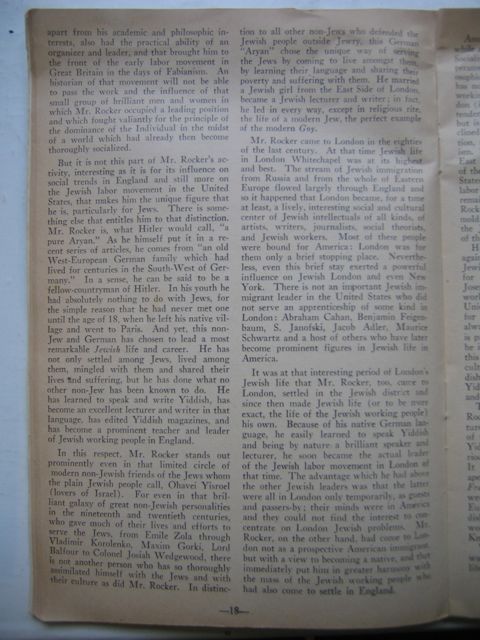 apart from his academic and philosophic in-
terests, also had the practical ability of an
organizer and leader, and that brought him to
the front of the early labor movement in
Great Britain in the days of Fabianism. An
historian of that movement will not be able
to pass the work and the influence of that
small group of brilliant men and women in
which Mr. Rocker occupied a leading position
and which fought valiantly for the principle of
the dominance of the Individual in the midst
of a world which had already then become
thoroughly socialized.
But it is not this part of Mr. Rocker's ac-
tivity, interesting as it is for its influence on
social trends in England and still more on
the Jewish labor movement in the United
States, that makes him the unique figure that
he is, particularly for Jews. There is some-
thing else that entitles him to that distinction.
Mr. Rocker is, what Hitler would call, "a
pure Aryan." As he himself put it in a re-
cent series of articles, he comes from "an old
West-European German family which had
lived for centuries in the South-West of Ger-
many." In a sense, he can be said to be a
fellow-countryman of Hitler. In his youth he
had absolutely nothing to do with Jews, for
the simple reason that he had never met one
until the age of 18, when he left his native vil-
lage and went to Paris. And yet, this non-
Jew and German has chosen to lead a most
remarkable Jewish life and career. He has
not only settled among Jews, lived among
them, mingled with them and shared their
lives and suffering, but he has done what no
other non-Jew has been known to do. He
has learned to speak and write Yiddish, has
become an excellent lecturer and writer in that
language, has edited Yiddish magazines, and
has become a prominent teacher and leader
of Jewish working people in England.
In this respect, Mr. Rocker stands out
prominently even in that limited circle of
modern non-Jewish friends of the Jews whom
the plain Jewish people call, Ohavei Yisroel
(lovers of Israel). For even in that bril-
liant galaxy of great non-Jewish personalities
in the nineteenth and twentieth centuries,
who gave much of their lives and efforts to
serve the Jews, from Emile Zola through
Vladimir Korolenko, Maxim Gorki, Lord
Balfour to Colonel Josiah Wedgewood, there
is not another person who has so thoroughly
assimilated himself with the Jews and with
their culture as did Mr. Rocker. In distinc-
tion to all other non-Jews who defended the
Jewish people outside Jewry, this German
"Aryan" chose the unique way of serving
the Jews by coming to live amongst them,
by learning their language and sharing their
poverty and suffering with them. He married
a Jewish girl from the East Side of London,
became a Jewish lecturer and writer; in fact,
he led in every way, except in religious rite,
the life of a modern Jew, the perfect example
of the modern Goy.
Mr. Rocker came to London in the eighties
of the last century. At that time Jewish life
in London Whitechapel was at its highest
and best. The stream of Jewish immigration
from Russia and from the whole of Eastern
Europe flowed largely through England and
so it happened that London became, for a time
at least, a lively, interesting social and cultural
center of Jewish intellectuals of all kinds, of
artists, writers, journalists, social theorists,
and Jewish workers. Most of these people
were bound for America: London was for
them only a brief stopping place. Neverthe-
less, even this brief stay exerted a powerful
influence on Jewish London and even New
York. There is not an important Jewish im-
migrant leader in the United States who did
not serve an apprenticeship of some kind in
London: Abraham Cahan, Benjamin Feigen-
baum, S. Janofski, Jacob Adler, Maurice
Schwartz and a host of others who have later
become prominent figures in Jewish life in
America.
It was at that interesting period of London's
Jewish life that Mr. Rocker, too, came to
London, settled in the Jewish district and
since then made Jewish life (or to be more
exact, the life of the Jewish working people)
his own. Because of his native German lan-
guage, he easily learned to speak Yiddish
and being by nature a brilliant speaker and
lecturer, he soon became the actual leader
of the Jewish labor movement in London at
that time. The advantage which he had above
the other Jewish leaders was that the latter
were all in London only temporarily, as guests
and passers-by; their minds were in America
and they could not find the interest to con-
centrate on London Jewish problems. Mr.
Rocker, on the other hand, had come to Lon-
don not as a prospective American immigrant
but with a view to becoming a native, and that
immediately put him in greater harmony with
the mass of the Jewish working people who
had also come to settle in England.
—18—